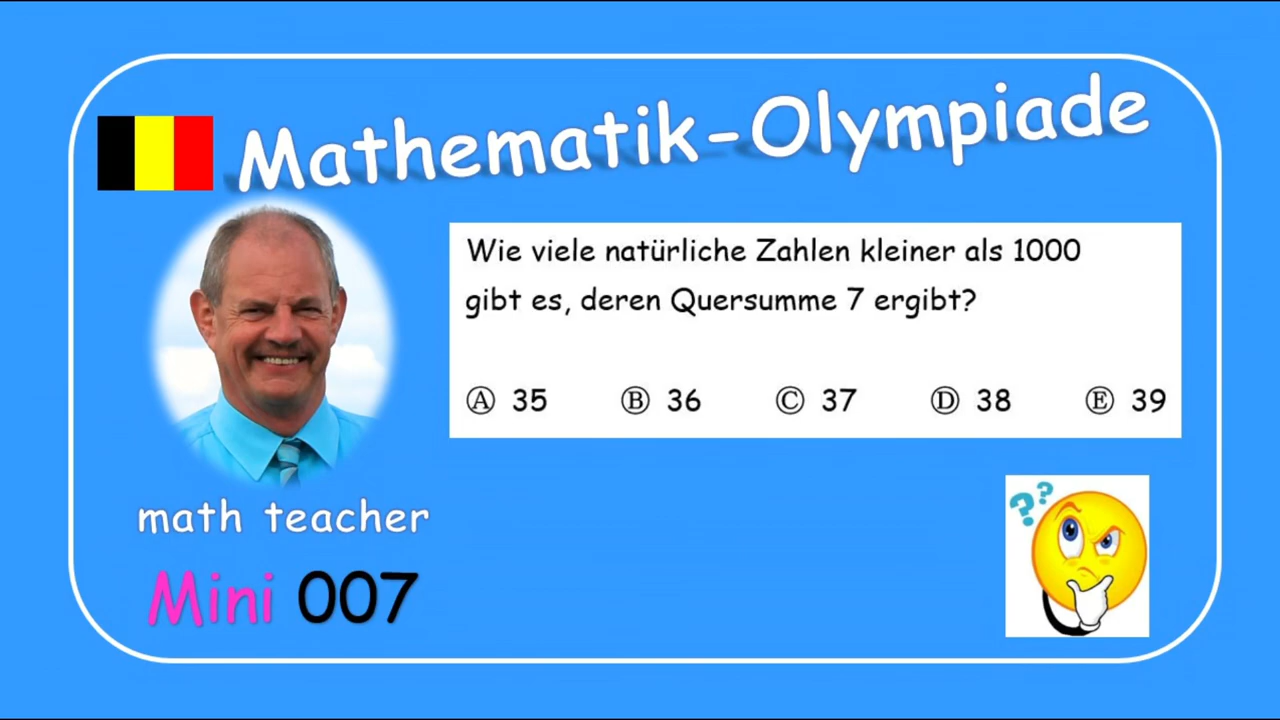 Mathematik-Olympiade
Wie viele natürliche Zahlen kleiner als 1000
gibt es, deren Quersumme 7 ergibt?
Ⓐ 35 Ⓑ 36 Ⓒ 37 Ⓓ 38 Ⓔ 39
??
math teacher
Mini 007